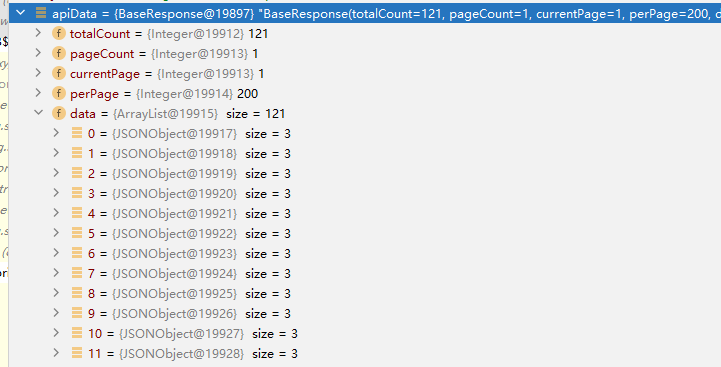 apiData = {BaseResponse@19897} "BaseResponse(totalCount=121, pageCount=1, currentPage=1, perPage=200, d
totalCount = {Integer@19912} 121
pageCount = {Integer@19913} 1
currentPage = {Integer@19913} 1
perPage = {Integer@19914} 200
data = {ArrayList@19915} size = 121
0 = {JSONObject@19917} size = 3
1 = {JSONObject@19918} size = 3
2 = {JSONObject@19919} size = 3
3 = {JSONObject@19920} size = 3
4 = {JSONObject@19921} size = 3
5 = {JSONObject@19922} size = 3
6 = {JSONObject@19923} size = 3
7 = {JSONObject@19924} size = 3
8 = {JSONObject@19925} size = 3
9 = {JSONObject@19926} size = 3
10 = {JSONObject@19927} size = 3
11 = {JSONObject@19928} size = 3